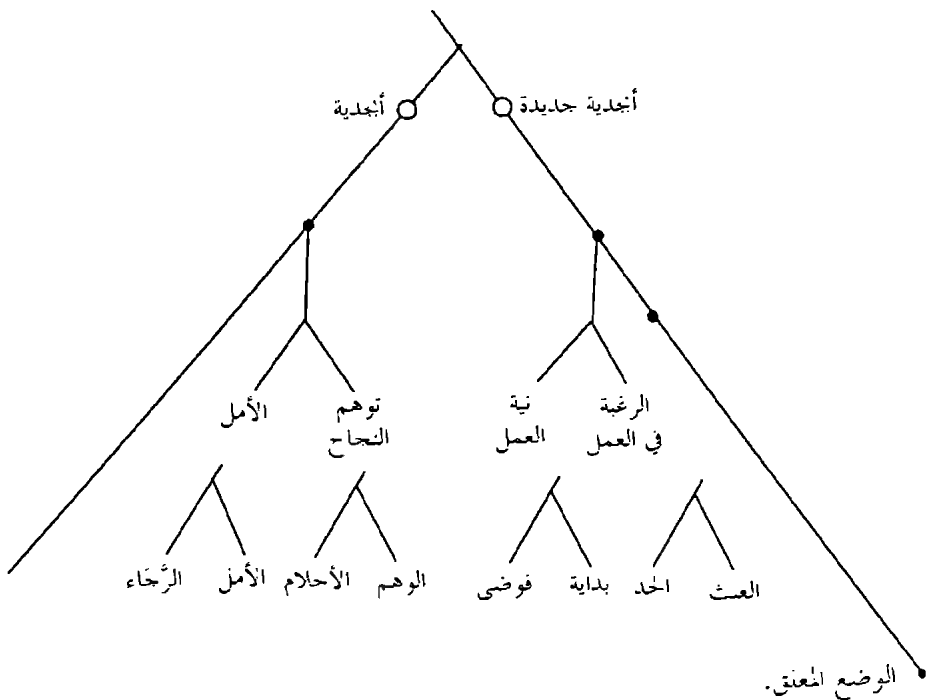 أبجدية جديدة
أبجدية
الرغبة
في العمل
نية
العمل
توهم
النجاح
الأمل
العبث
الحد
بداية
فوضى
الوهم
الأحلام
الأمل
الرَّجَاء
الوضع المغلق.